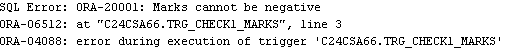 SQL Error: ORA-20001: Marks cannot be negative
ORA-06512: at "C24CSA66.TRG_CHECK1_MARKS", line 3
ORA-04088: error during execution of trigger 'C24CSA66.TRG_CHECK1_MARKS'